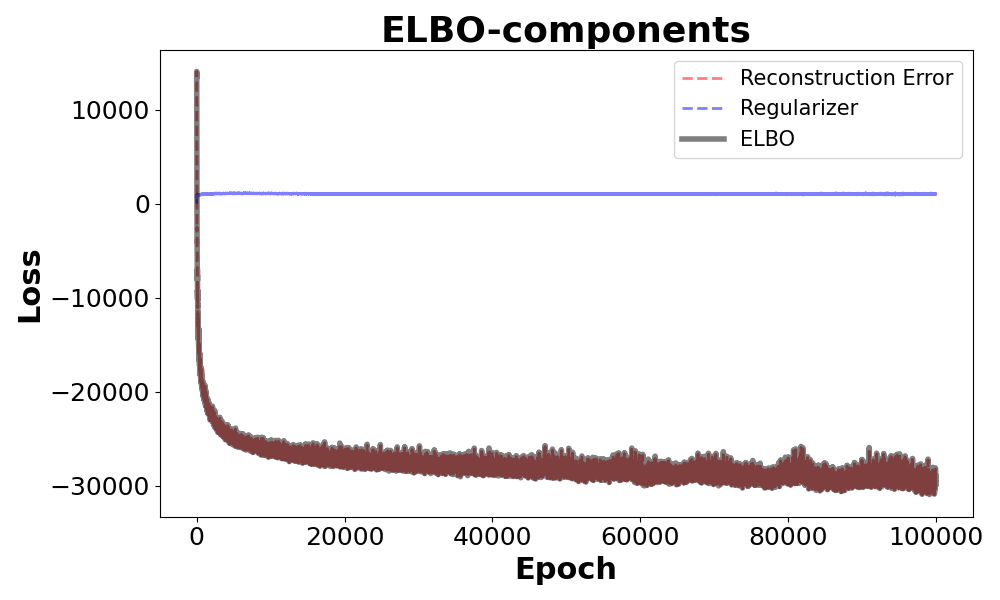 ELBO-components
Reconstruction Error
Regularizer
ELBO
Loss
10000
0
−10000
−20000
−30000
0 20000 40000 60000 80000 100000
Epoch